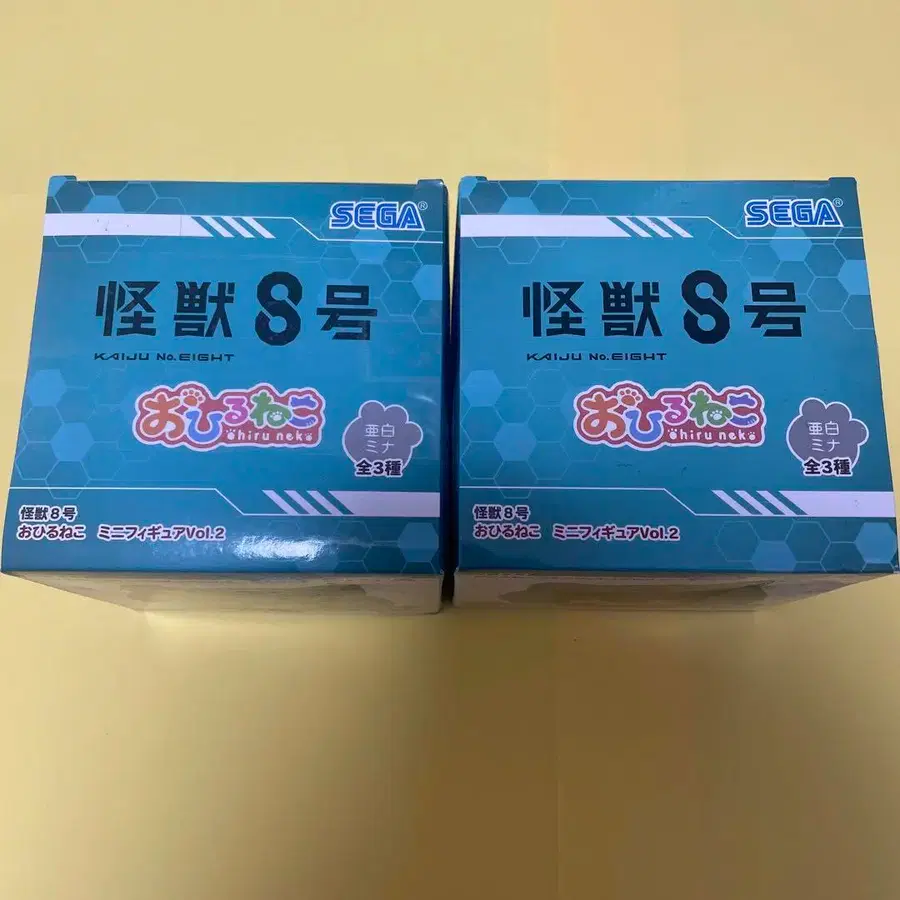 SEGA®
怪獣8号
KAIJU No.EIGHT
おひるねこ
ohiru neko
亜白
ミナ
全3種
怪獣8号
おひるねこ ミニフィギュアVol.2
SEGA®
怪獣8号
KAIJU No.EIGHT
おひるねこ
ohiru neko
亜白
ミナ
全3種
怪獣8号
おひるねこ ミニフィギュアVol.2